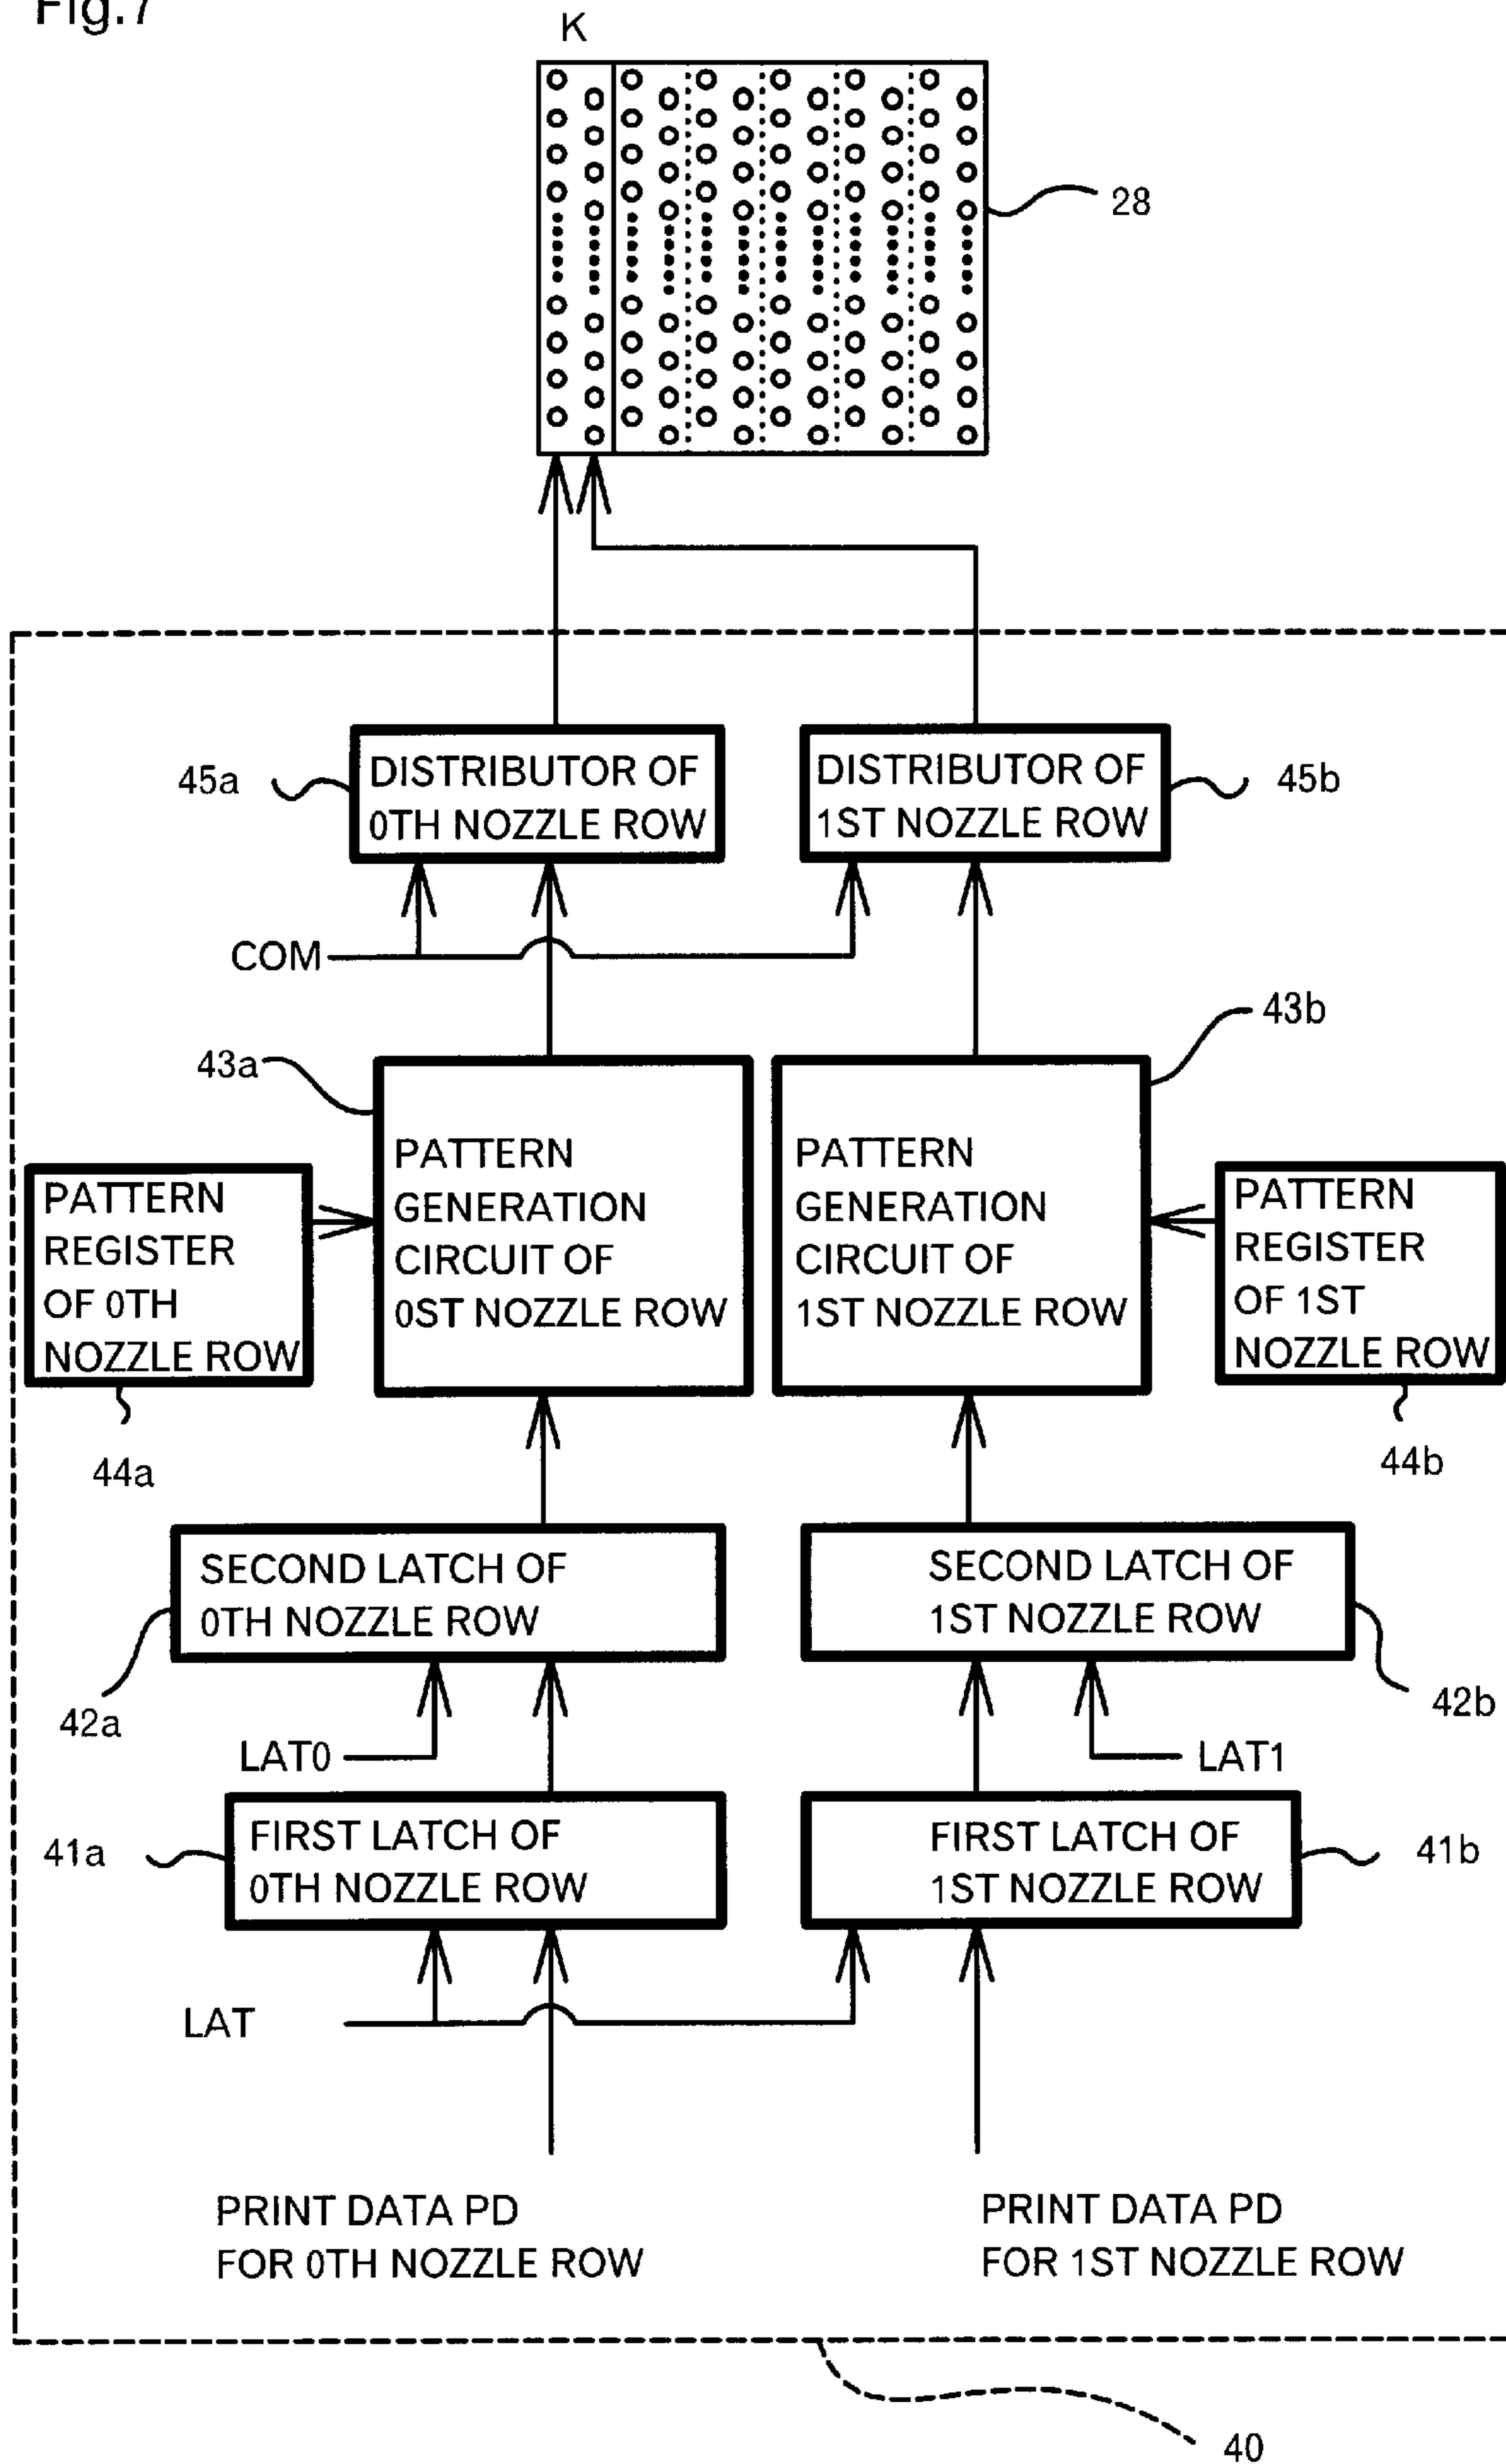 Fig.7
K
28
45a
DISTRIBUTOR OF
0TH NOZZLE ROW
DISTRIBUTOR OF
1ST NOZZLE ROW
45b
COM
43a
43b
PATTERN
REGISTER
OF 0TH
NOZZLE ROW
PATTERN
GENERATION
CIRCUIT OF
0ST NOZZLE ROW
PATTERN
GENERATION
CIRCUIT OF
1ST NOZZLE ROW
PATTERN
REGISTER
OF 1ST
NOZZLE ROW
44a
44b
SECOND LATCH OF
0TH NOZZLE ROW
SECOND LATCH OF
1ST NOZZLE ROW
42a
42b
LAT0
LAT1
41a
FIRST LATCH OF
0TH NOZZLE ROW
FIRST LATCH OF
1ST NOZZLE ROW
41b
LAT
PRINT DATA PD
FOR 0TH NOZZLE ROW
PRINT DATA PD
FOR 1ST NOZZLE ROW
40